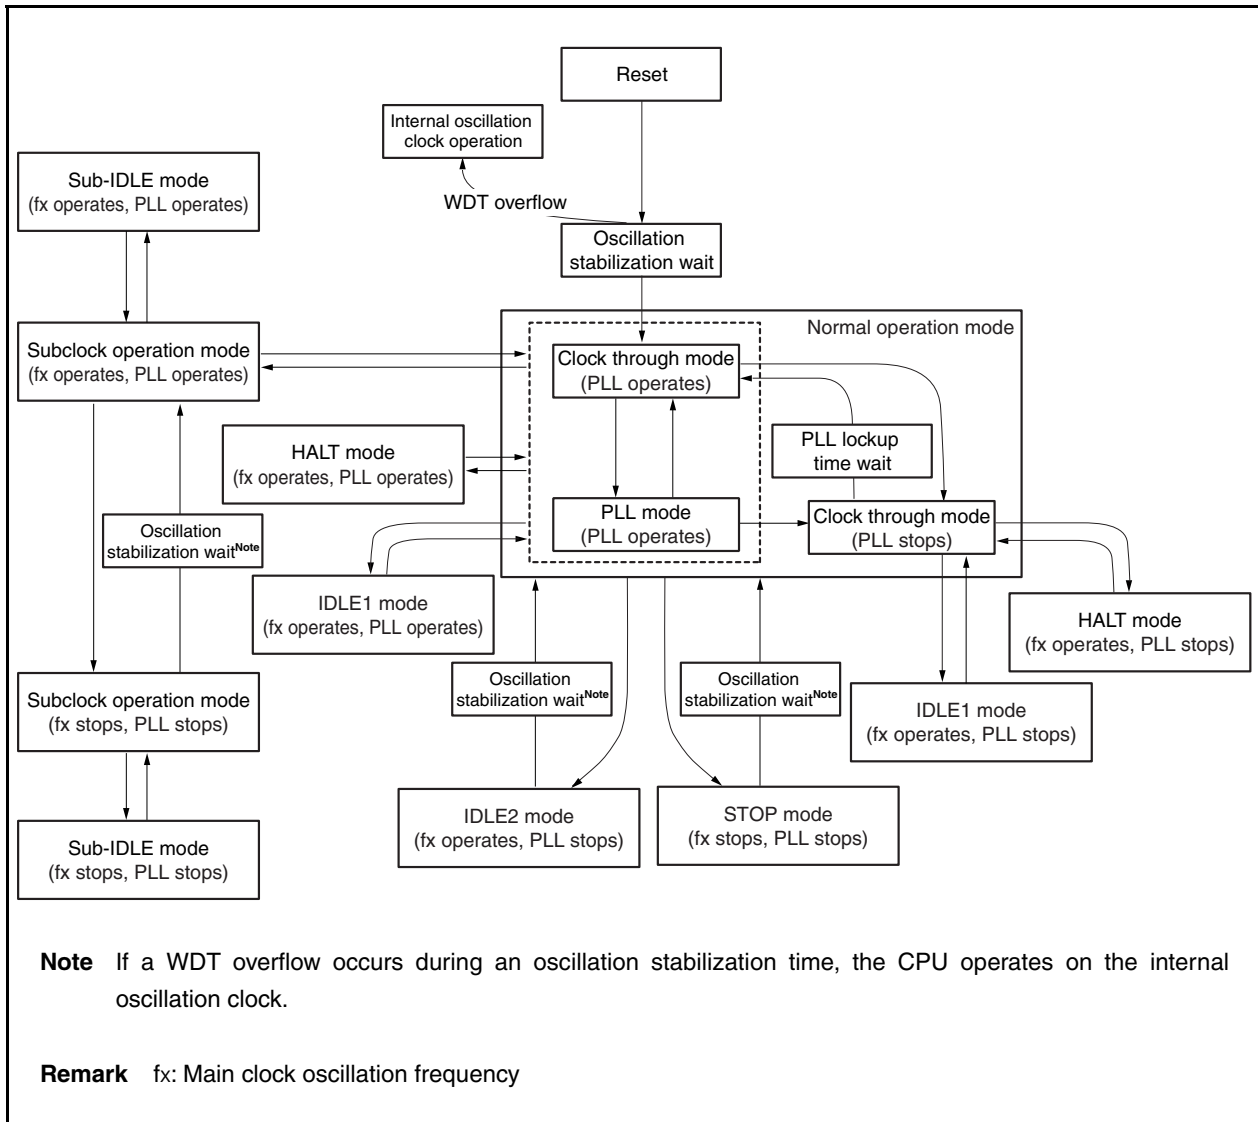 Reset
Internal oscillation
clock operation
WDT overflow
Sub-IDLE mode
(fx operates, PLL operates)
Oscillation
stabilization wait
Normal operation mode
Subclock operation mode
(fx operates, PLL operates)
Clock through mode
(PLL operates)
HALT mode
(fx operates, PLL operates)
PLL lockup
time wait
PLL mode
(PLL operates)
Clock through mode
(PLL stops)
Oscillation
stabilization waitNote
IDLE1 mode
(fx operates, PLL operates)
HALT mode
(fx operates, PLL stops)
Oscillation
stabilization waitNote
Oscillation
stabilization waitNote
Subclock operation mode
(fx stops, PLL stops)
IDLE1 mode
(fx operates, PLL stops)
IDLE2 mode
(fx operates, PLL stops)
STOP mode
(fx stops, PLL stops)
Sub-IDLE mode
(fx stops, PLL stops)
Note If a WDT overflow occurs during an oscillation stabilization time, the CPU operates on the internal
oscillation clock.
Remark fx: Main clock oscillation frequency